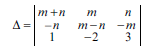 Δ = | m+n m n |
| −n m−n −m |
| 1 −2 3 |